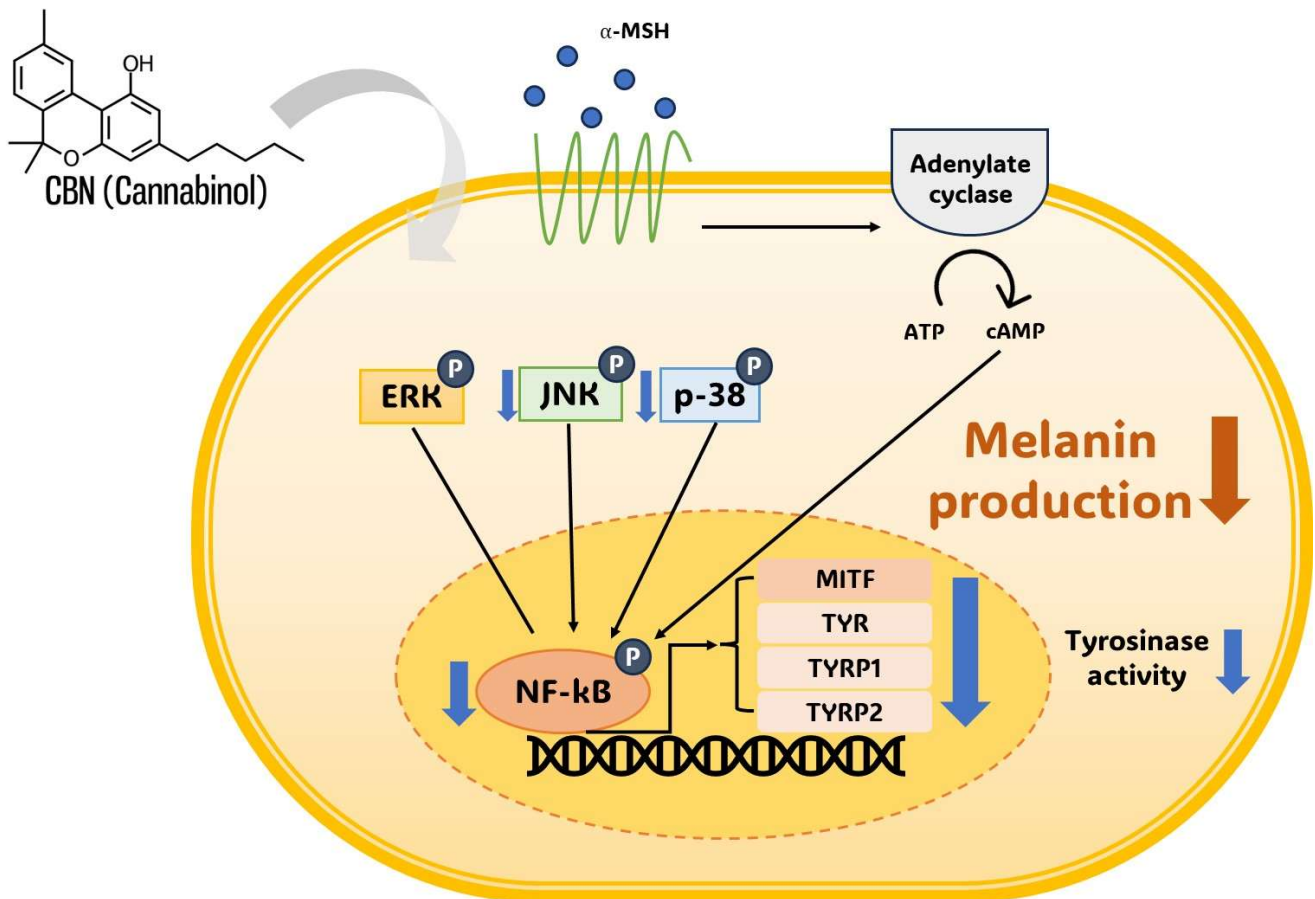 OH
O
CBN (Cannabinol)
α-MSH
Adenylate
cyclase
ATP cAMP
P
ERK
P
JNK
P
p-38
Melanin
production
MITF
TYR
TYRP1
TYRP2
P
NF-kB
Tyrosinase
activity